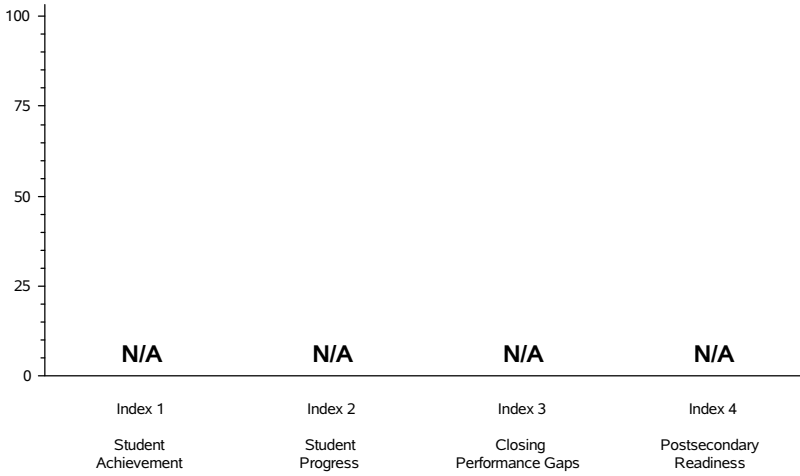 100
75
50
25
0
N/A N/A N/A N/A
Index 1 Index 2 Index 3 Index 4
Student Student Closing Postsecondary
Achievement Progress Performance Gaps Readiness